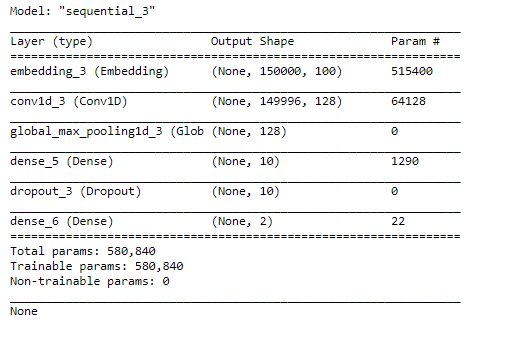 Model: "sequential_3"
_________________________________________________________________
Layer (type)                 Output Shape              Param #
=================================================================
embedding_3 (Embedding)      (None, 150000, 100)       515400
_________________________________________________________________
conv1d_3 (Conv1D)            (None, 149996, 128)       64128
_________________________________________________________________
global_max_pooling1d_3 (Glob (None, 128)               0
_________________________________________________________________
dense_5 (Dense)              (None, 10)                1290
_________________________________________________________________
dropout_3 (Dropout)          (None, 10)                0
_________________________________________________________________
dense_6 (Dense)              (None, 2)                 22
=================================================================
Total params: 580,840
Trainable params: 580,840
Non-trainable params: 0
_________________________________________________________________
None